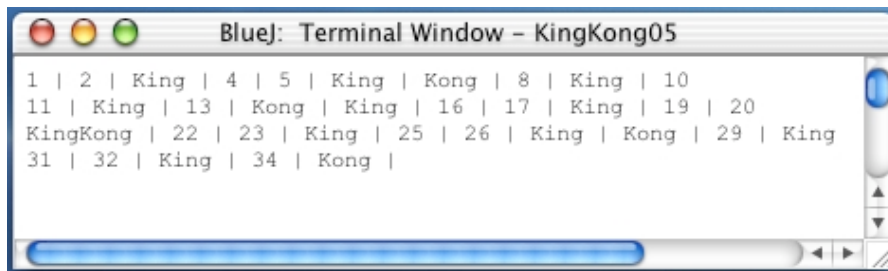 BlueJ: Terminal Window – KingKong05
1 | 2 | King | 4 | 5 | King | Kong | 8 | King | 10
11 | King | 13 | Kong | King | 16 | 17 | King | 19 | 20
KingKong | 22 | 23 | King | 25 | 26 | King | Kong | 29 | King
31 | 32 | King | 34 | Kong |